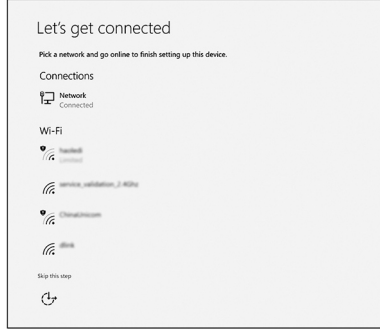 Let's get connected
Pick a network and go online to finish setting up this device.
Connections
Network
Connected
Wi-Fi
service_validation_2.4Ghz
ChinaUnicom
dlink
Skip this step